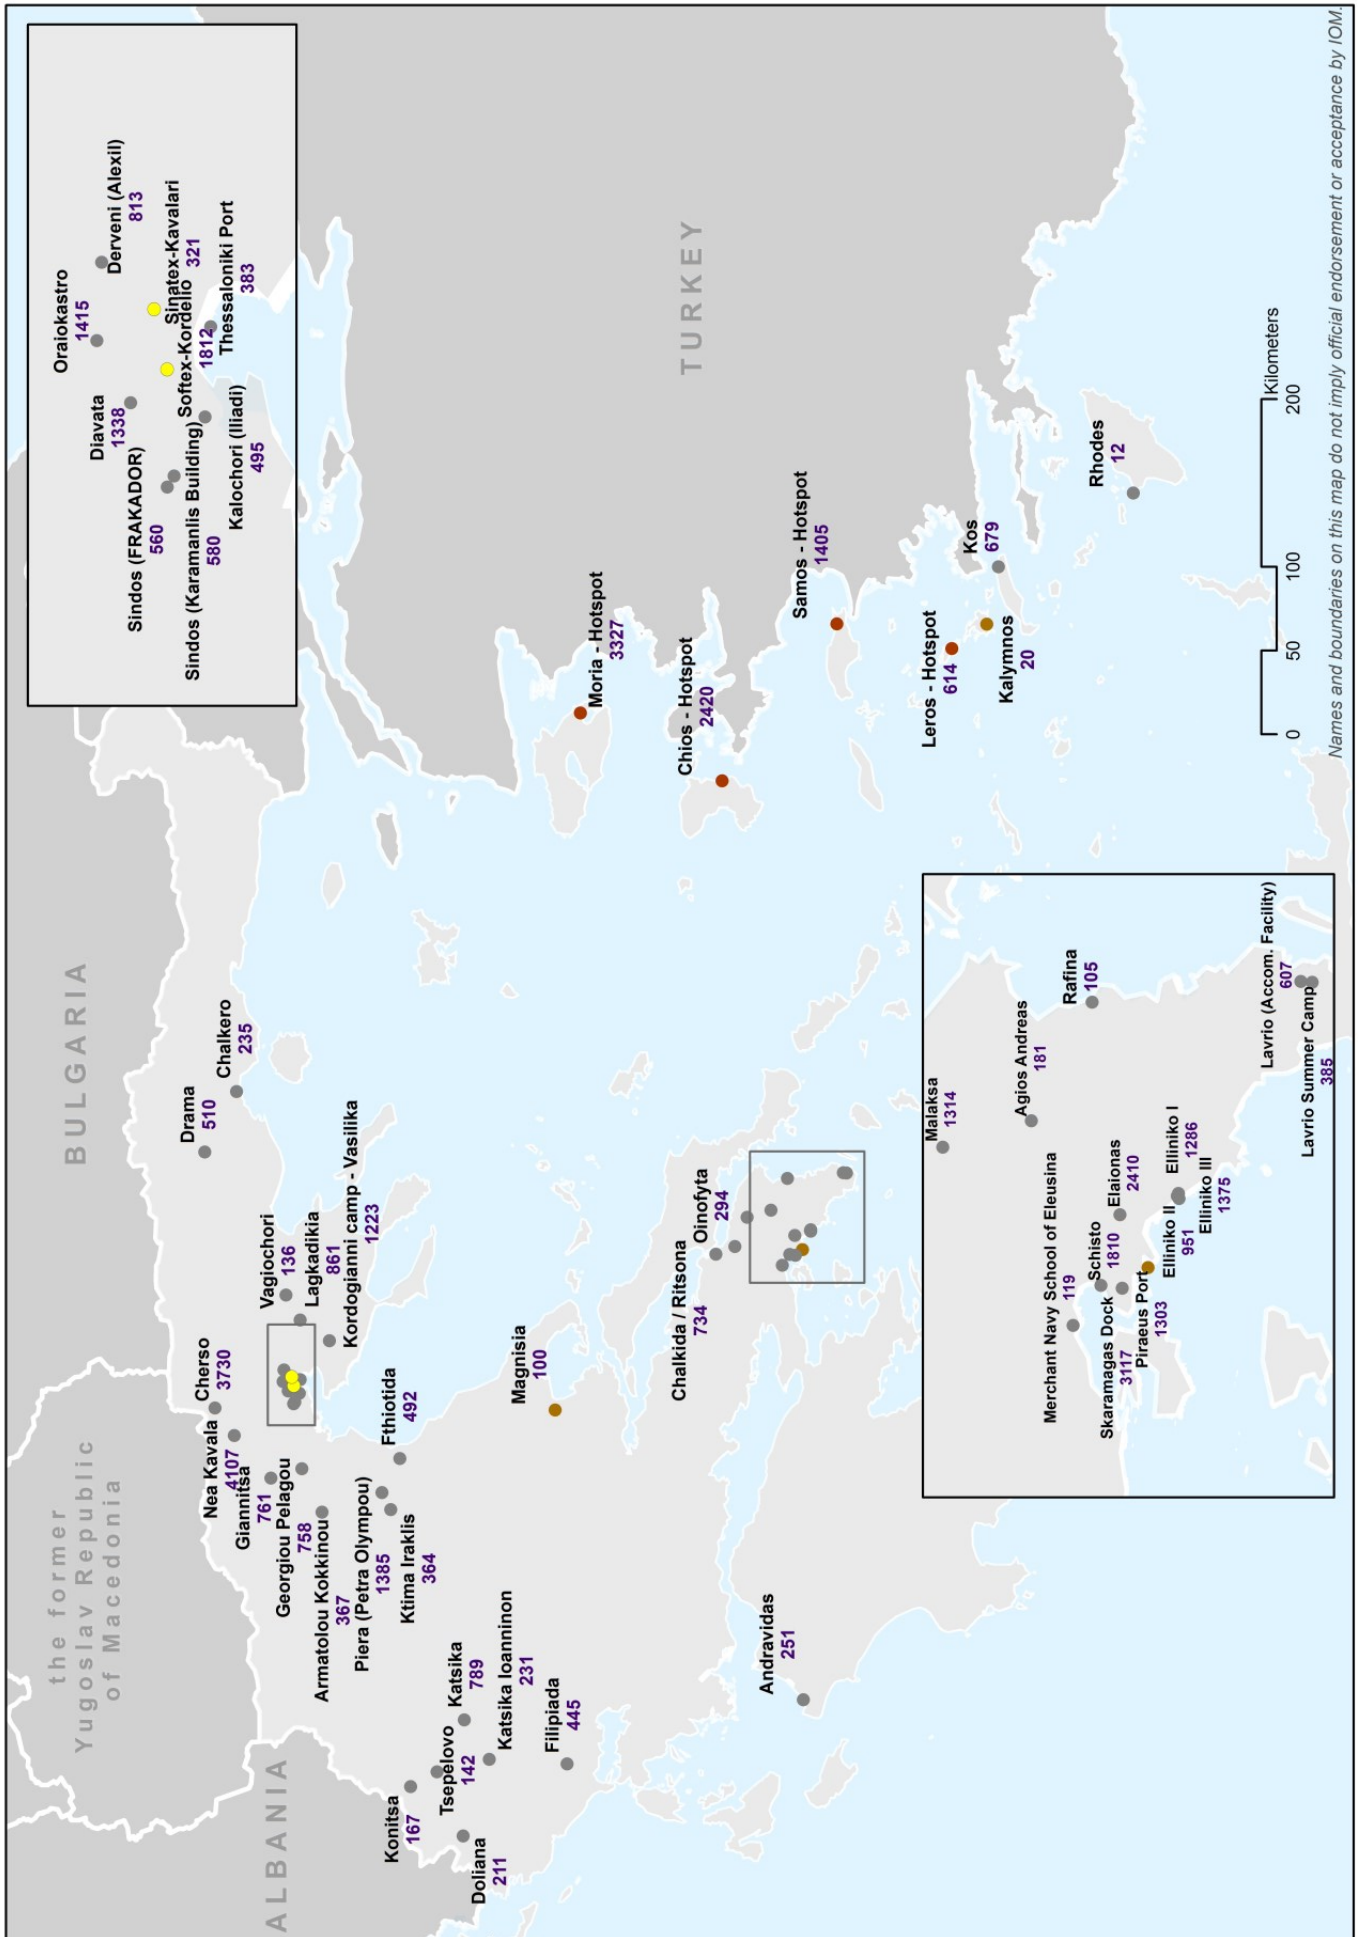 the former
Yugoslav Republic
of Macedonia
BULGARIA
ALBANIA
TURKEY
Cherso
3730
Nea Kavala
4107
Giannitsa
761
Georgiou Pelagou
758
Armatolou Kokkinou
367
Piera (Petra Olympou)
1385
Ktima Iraklis
364
Fthiotida
492
Vagiochori
136
Lagkadikia
861
Kordogianni camp - Vasilika
1223
Drama
510
Chalkero
235
Konitsa
167
Tsepelovo
142
Doliana
211
Katsika
789
Katsika Ioanninon
231
Filipiada
445
Magnisia
100
Chalkida / Ritsona
734
Oinofyta
294
Andravidas
251
Moria - Hotspot
3327
Chios - Hotspot
2420
Samos - Hotspot
1405
Leros - Hotspot
614
Kalymnos
20
Kos
679
Rhodes
12
Oraiokastro
1415
Derveni (Alexil)
813
Diavata
1338
Sinatex-Kavalari
321
Softex-Kordelio
1812
Thessaloniki Port
383
Sindos (FRAKADOR)
560
Sindos (Karamanlis Building)
580
Kalochori (Iliadi)
495
Malaksa
1314
Agios Andreas
181
Rafina
105
Merchant Navy School of Eleusina
119
Schisto
1810
Elaionas
2410
Skaramagas Dock
3117
Piraeus Port
1303
Elliniko II
951
Elliniko I
1286
Elliniko III
1375
Lavrio (Accom. Facility)
607
Lavrio Summer Camp
385
0 50 100 200
Kilometers
Names and boundaries on this map do not imply official endorsement or acceptance by IOM.